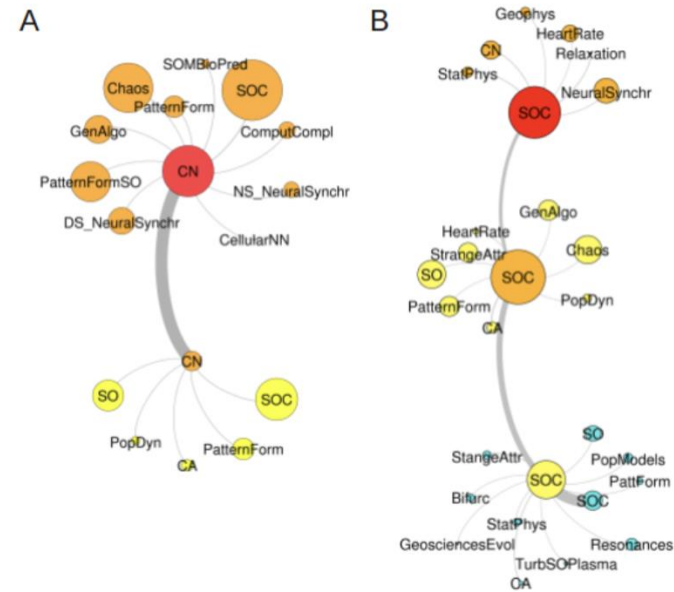 A
SOMBioPred
Chaos
SOC
PatternForm
GenAlgo
ComputCompl
CN
PatternFormSO
NS_NeuralSynchr
DS_NeuralSynchr
CellularNN
CN
SO
SOC
PopDyn
PatternForm
CA
B
Geophys
HeartRate
CN
Relaxation
StatPhys
NeuralSynchr
SOC
GenAlgo
HeartRate
StrangeAttr
Chaos
SO
SOC
PatternForm
PopDyn
CA
SO
StangeAttr
PopModels
SOC
PattForm
Bifurc
SOC
StatPhys
GeosciencesEvol
Resonances
TurbSOPlasma
CA